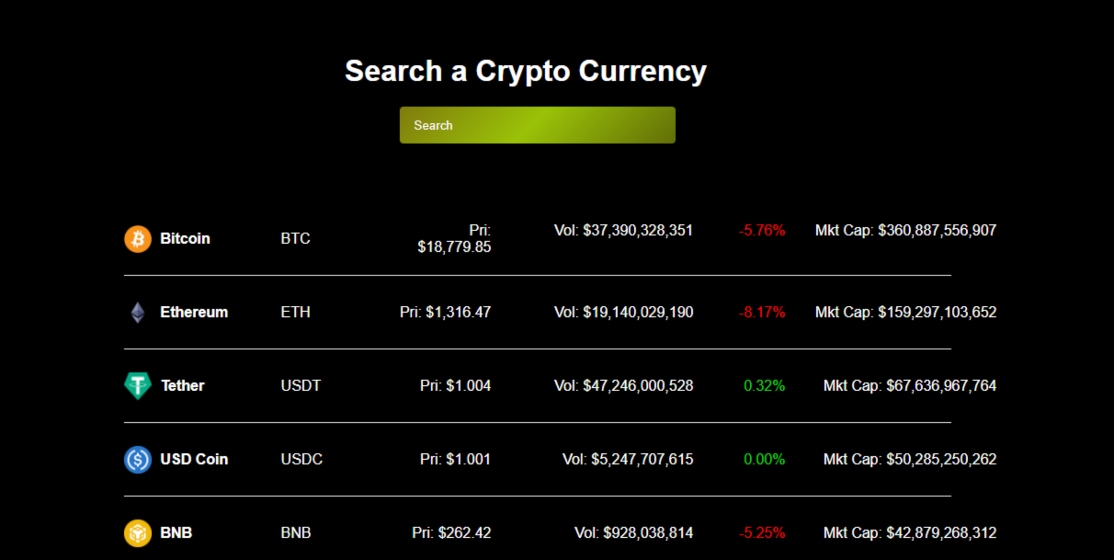 Search a Crypto Currency
Search
Bitcoin BTC Pri: $18,779.85 Vol: $37,390,328,351 -5.76% Mkt Cap: $360,887,556,907
Ethereum ETH Pri: $1,316.47 Vol: $19,140,029,190 -8.17% Mkt Cap: $159,297,103,652
Tether USDT Pri: $1.004 Vol: $47,246,000,528 0.32% Mkt Cap: $67,636,967,764
USD Coin USDC Pri: $1.001 Vol: $5,247,707,615 0.00% Mkt Cap: $50,285,250,262
BNB BNB Pri: $262.42 Vol: $928,038,814 -5.25% Mkt Cap: $42,879,268,312